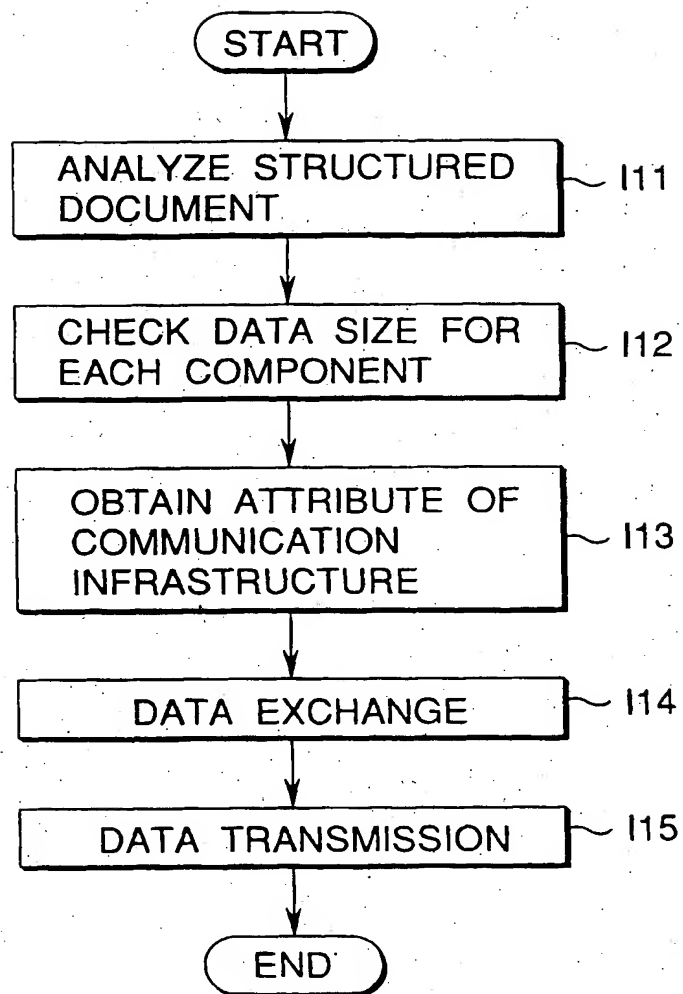 START
ANALYZE STRUCTURED
DOCUMENT
I11
CHECK DATA SIZE FOR
EACH COMPONENT
I12
OBTAIN ATTRIBUTE OF
COMMUNICATION
INFRASTRUCTURE
I13
DATA EXCHANGE
I14
DATA TRANSMISSION
I15
END